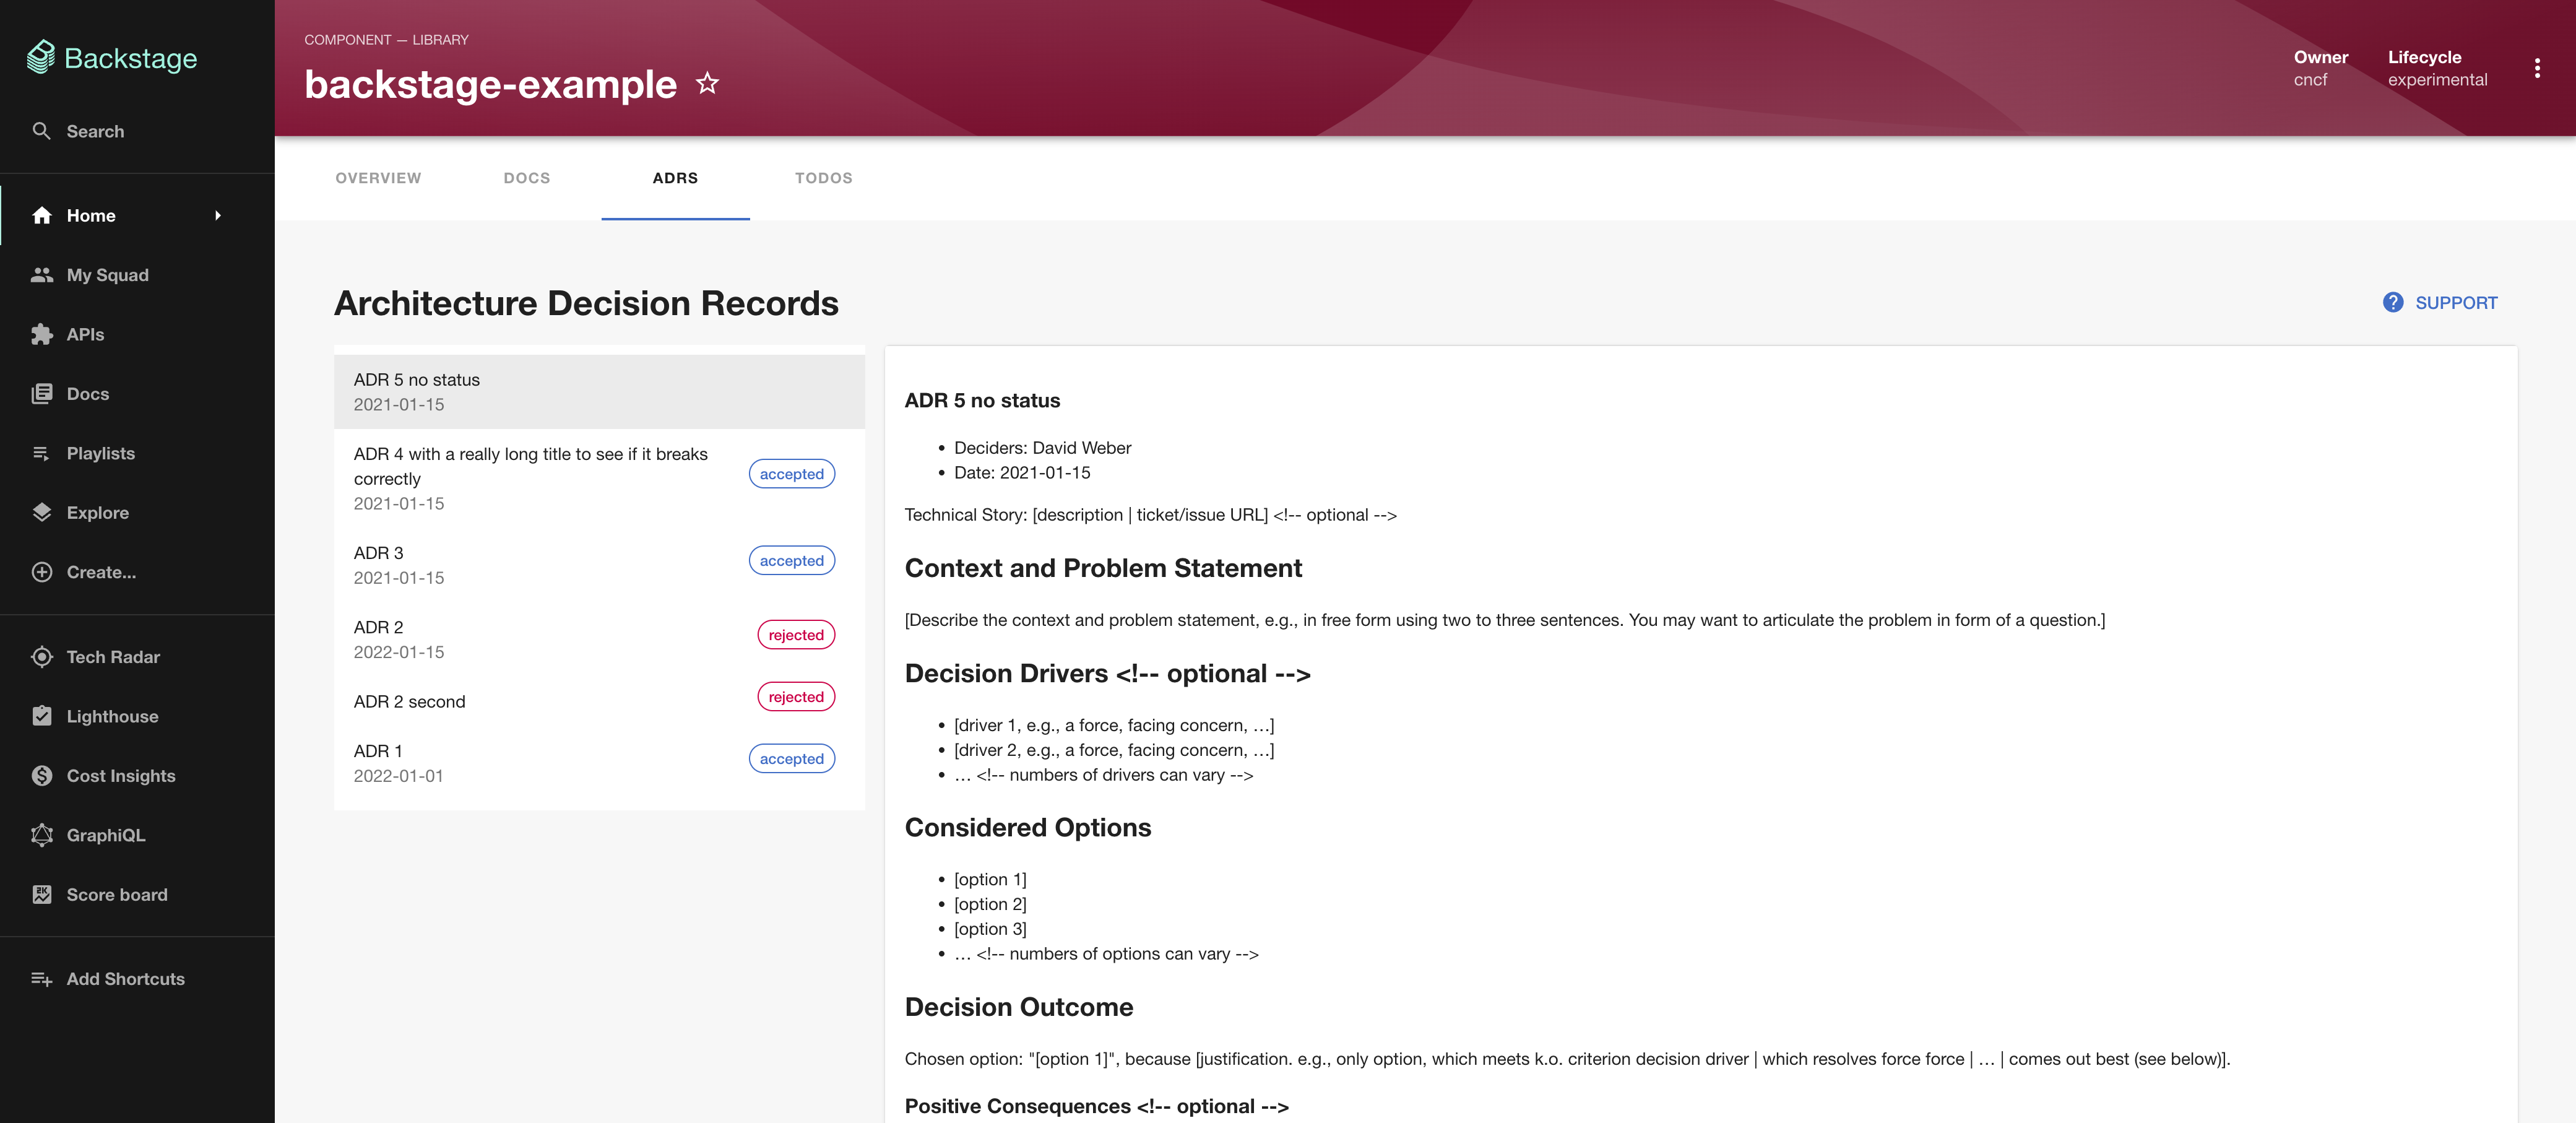 Backstage
Search
Home
My Squad
APIs
Docs
Playlists
Explore
Create...
Tech Radar
Lighthouse
Cost Insights
GraphiQL
Score board
Add Shortcuts
COMPONENT — LIBRARY
backstage-example
Owner
cncf
Lifecycle
experimental
OVERVIEW
DOCS
ADRS
TODOS
Architecture Decision Records
SUPPORT
ADR 5 no status
2021-01-15
ADR 4 with a really long title to see if it breaks
correctly
2021-01-15
accepted
ADR 3
2021-01-15
accepted
ADR 2
2022-01-15
rejected
ADR 2 second
rejected
ADR 1
2022-01-01
accepted
ADR 5 no status
• Deciders: David Weber
• Date: 2021-01-15
Technical Story: [description | ticket/issue URL] <!-- optional -->
Context and Problem Statement
[Describe the context and problem statement, e.g., in free form using two to three sentences. You may want to articulate the problem in form of a question.]
Decision Drivers <!-- optional -->
• [driver 1, e.g., a force, facing concern, …]
• [driver 2, e.g., a force, facing concern, …]
• … <!-- numbers of drivers can vary -->
Considered Options
• [option 1]
• [option 2]
• [option 3]
• … <!-- numbers of options can vary -->
Decision Outcome
Chosen option: "[option 1]", because [justification. e.g., only option, which meets k.o. criterion decision driver | which resolves force force | … | comes out best (see below)].
Positive Consequences <!-- optional -->